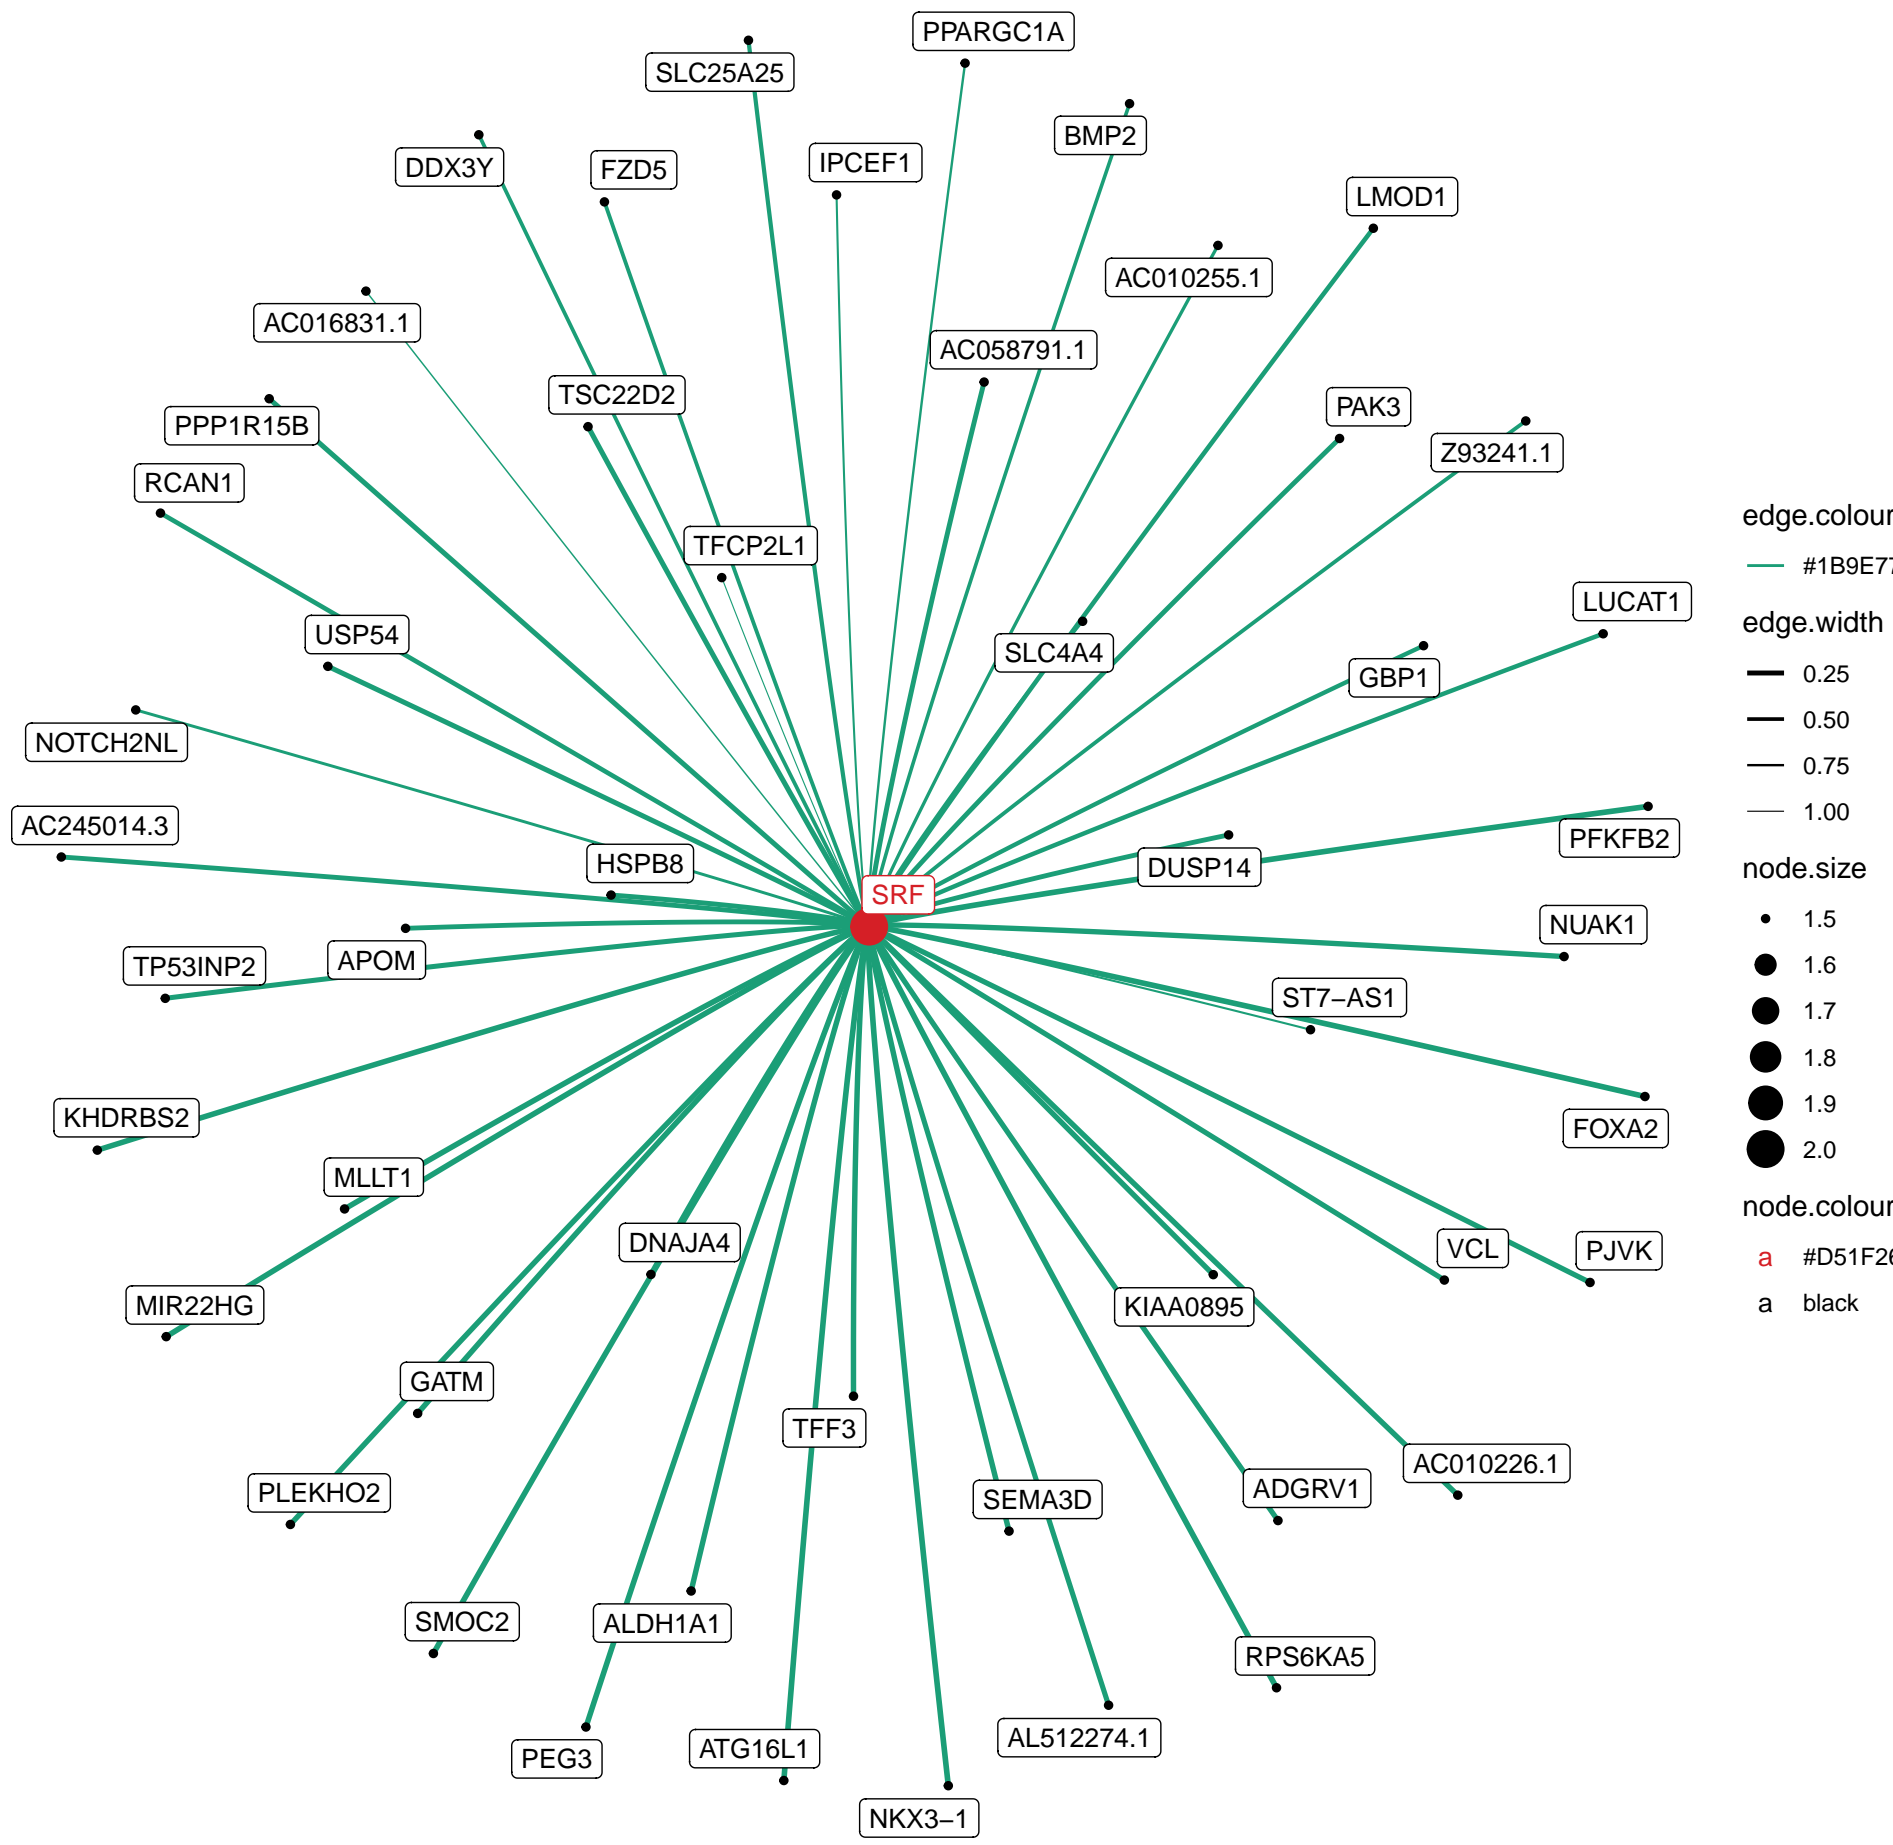 PPARGC1A
SLC25A25
BMP2
DDX3Y
FZD5
IPCEF1
LMOD1
AC010255.1
AC016831.1
AC058791.1
TSC22D2
PAK3
PPP1R15B
Z93241.1
RCAN1
TFCP2L1
LUCAT1
USP54
SLC4A4
GBP1
NOTCH2NL
AC245014.3
PFKFB2
HSPB8
DUSP14
SRF
NUAK1
APOM
TP53INP2
ST7−AS1
KHDRBS2
FOXA2
MLLT1
DNAJA4
VCL
PJVK
MIR22HG
KIAA0895
GATM
TFF3
AC010226.1
PLEKHO2
ADGRV1
SEMA3D
SMOC2
ALDH1A1
RPS6KA5
AL512274.1
ATG16L1
PEG3
NKX3−1
edge.colour
#1B9E77
edge.width
0.25
0.50
0.75
1.00
node.size
1.5
1.6
1.7
1.8
1.9
2.0
node.colour
a #D51F26
a black